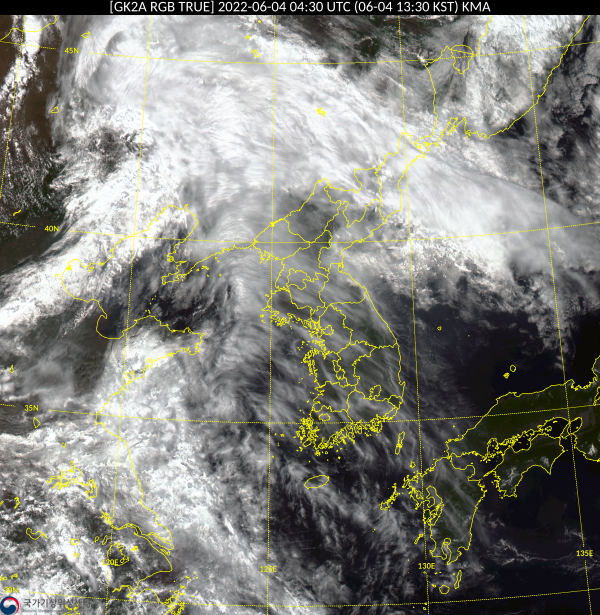 [GK2A RGB TRUE] 2022-06-04 04:30 UTC (06-04 13:30 KST) KMA
45N
40N
35N
120E
125E
130E
135E